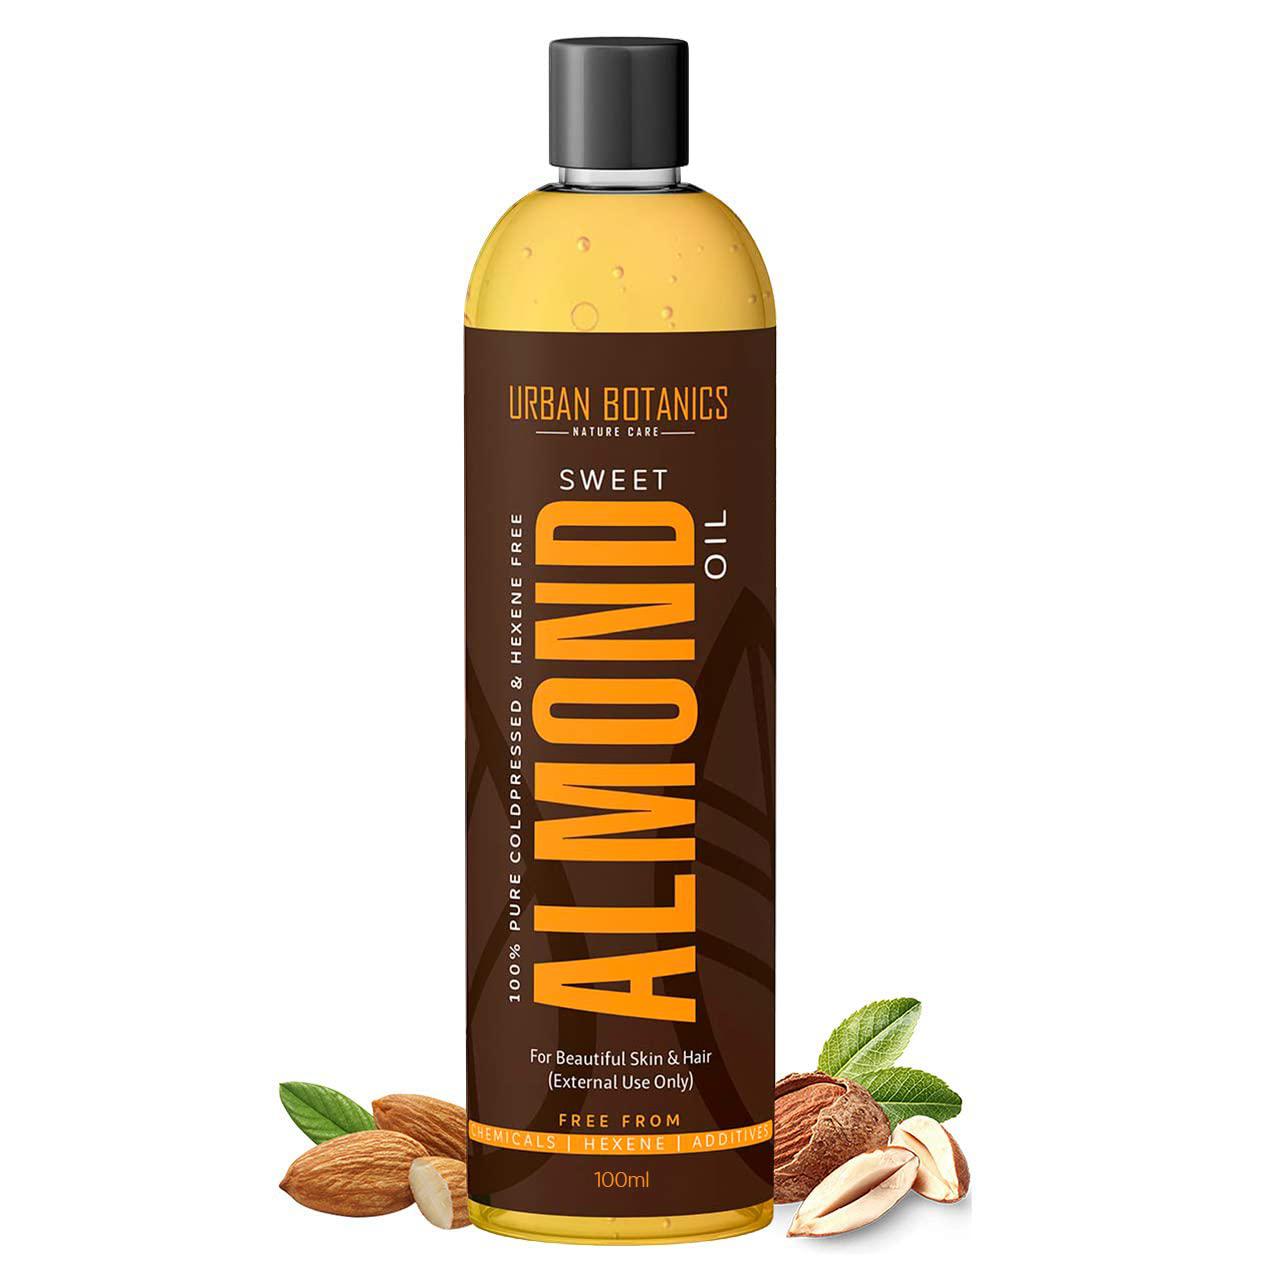 URBAN BOTANICS
NATURE CARE
SWEET
ALMOND
OIL
100% PURE COLDPRESSED & HEXENE FREE
For Beautiful Skin & Hair
(External Use Only)
FREE FROM
CHEMICALS | HEXENE | ADDITIVES
100ml